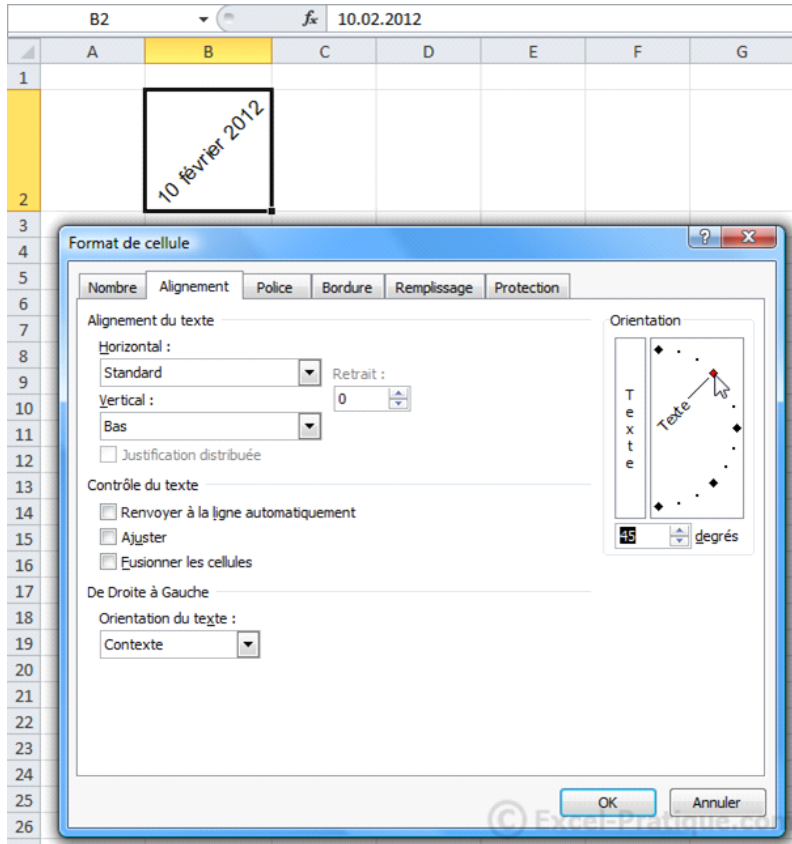 B2 fx 10.02.2012
A B C D E F G
1
10 février 2012
2
3
4
5
6
7
8
9
10
11
12
13
14
15
16
17
18
19
20
21
22
23
24
25
26
Format de cellule
Nombre Alignement Police Bordure Remplissage Protection
Alignement du texte
Horizontal :
Standard
Retrait :
Vertical :
0
Bas
Justification distribuée
Contrôle du texte
Renvoyer à la ligne automatiquement
Ajuster
Fusionner les cellules
De Droite à Gauche
Orientation du texte :
Contexte
Orientation
Texte
Texte
45 degrés
OK Annuler
© Excel-Pratique.com